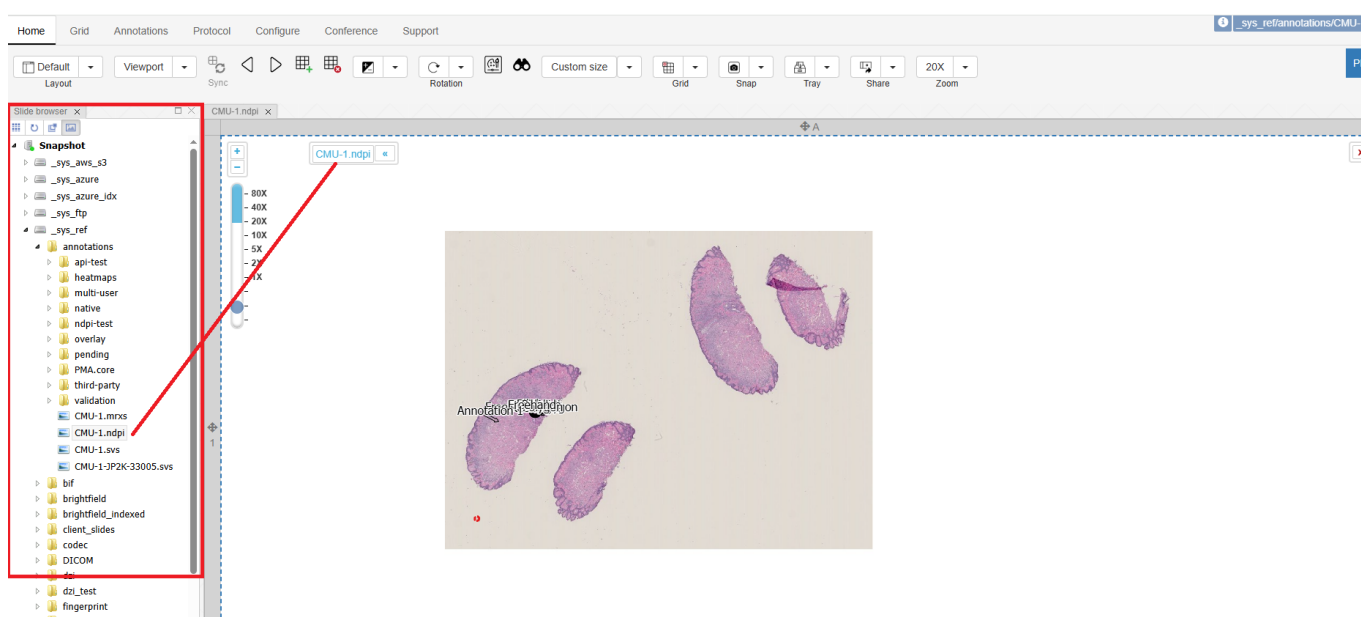 Home Grid Annotations Protocol Configure Conference Support
_sys_ref/annotations/CMU-
Default Viewport Custom size 20X
Layout Sync Rotation Grid Snap Tray Share Zoom
Slide browser x
CMU-1.ndpi x
A
Snapshot
_sys_aws_s3
_sys_azure
_sys_azure_idx
_sys_ftp
_sys_ref
annotations
api-test
heatmaps
multi-user
native
ndpi-test
overlay
pending
PMA.core
third-party
validation
CMU-1.mrxs
CMU-1.ndpi
CMU-1.svs
CMU-1-JP2K-33005.svs
bif
brightfield
brightfield_indexed
client_slides
codec
DICOM
dzi
dzi_test
fingerprint
1
+
CMU-1.ndpi «
−
80X
40X
20X
10X
5X
2X
1X
Annotation 1
Freehand